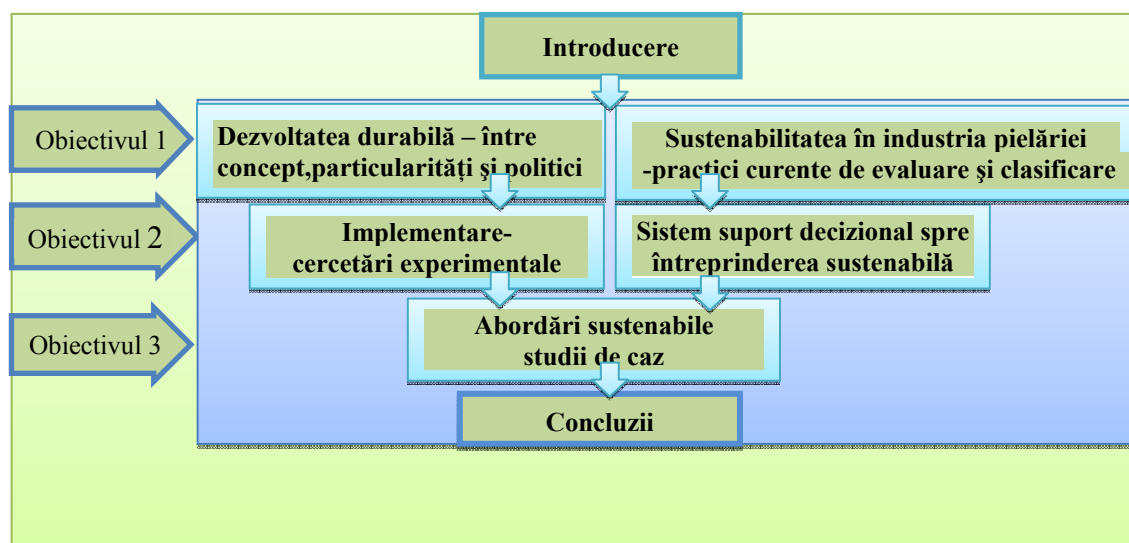 Introducere
Obiectivul 1
Dezvoltatea durabilă – între
concept,particularități şi politici
Sustenabilitatea în industria pielăriei
-practici curente de evaluare şi clasificare
Obiectivul 2
Implementare-
cercetări experimentale
Sistem suport decizional spre
întreprinderea sustenabilă
Obiectivul 3
Abordări sustenabile
studii de caz
Concluzii